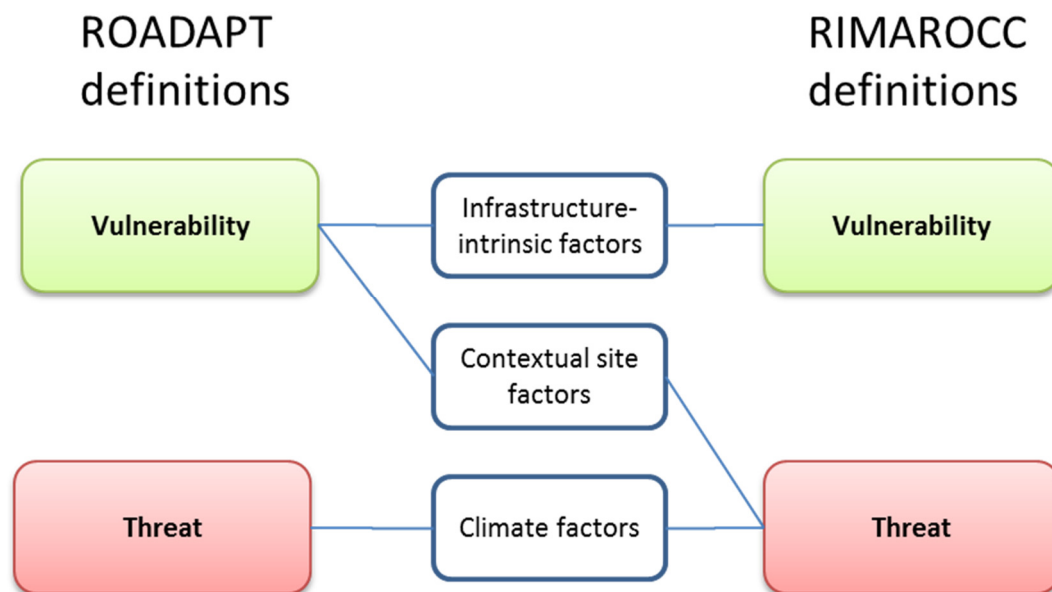 ROADAPT
definitions
RIMAROCC
definitions
Vulnerability
Infrastructure-
intrinsic factors
Vulnerability
Contextual site
factors
Threat
Climate factors
Threat